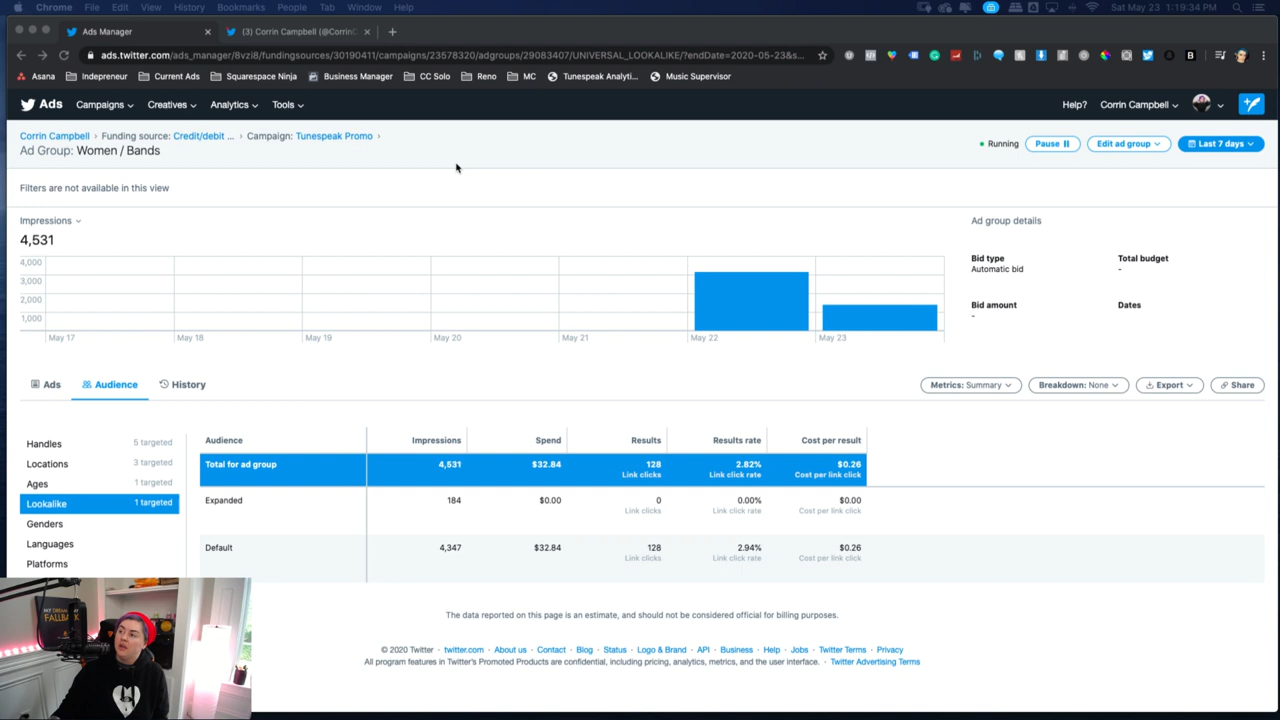 Chrome File Edit View History Bookmarks People Tab Window Help Sat May 23 1:19:34 PM
Ads Manager (3) Corrin Campbell (@Corrin
ads.twitter.com/ads_manager/8vzi8/fundingsources/30190411/campaigns/23578320/adgroups/29083407/UNIVERSAL_LOOKALIKE/?endDate=2020-05-23&s...
Asana Indepreneur Current Ads Squarespace Ninja Business Manager CC Solo Reno MC Tunespeak Analyti... Music Supervisor
Ads Campaigns Creatives Analytics Tools Help? Corrin Campbell
Corrin Campbell › Funding source: Credit/debit ... › Campaign: Tunespeak Promo ›
Ad Group: Women / Bands
Running Pause Edit ad group Last 7 days
Filters are not available in this view
Impressions
4,531
4,000
3,000
2,000
1,000
May 17 May 18 May 19 May 20 May 21 May 22 May 23
Ad group details
Bid type Total budget
Automatic bid -
Bid amount Dates
-
Ads Audience History Metrics: Summary Breakdown: None Export Share
Handles 5 targeted
Locations 3 targeted
Ages 1 targeted
Lookalike 1 targeted
Genders
Languages
Platforms
Audience Impressions Spend Results Results rate Cost per result
Total for ad group 4,531 $32.84 128 2.82% $0.26
Link clicks Link click rate Cost per link click
Expanded 184 $0.00 0 0.00% $0.00
Link clicks Link click rate Cost per link click
Default 4,347 $32.84 128 2.94% $0.26
Link clicks Link click rate Cost per link click
The data reported on this page is an estimate, and should not be considered official for billing purposes.
© 2020 Twitter · twitter.com · About us · Contact · Blog · Status · Logo & Brand · API · Business · Help · Jobs · Twitter Terms · Privacy
All program features in Twitter's Promoted Products are confidential, including pricing, analytics, metrics, and the user interface. · Twitter Advertising Terms
MY DREAM
FALLBACK